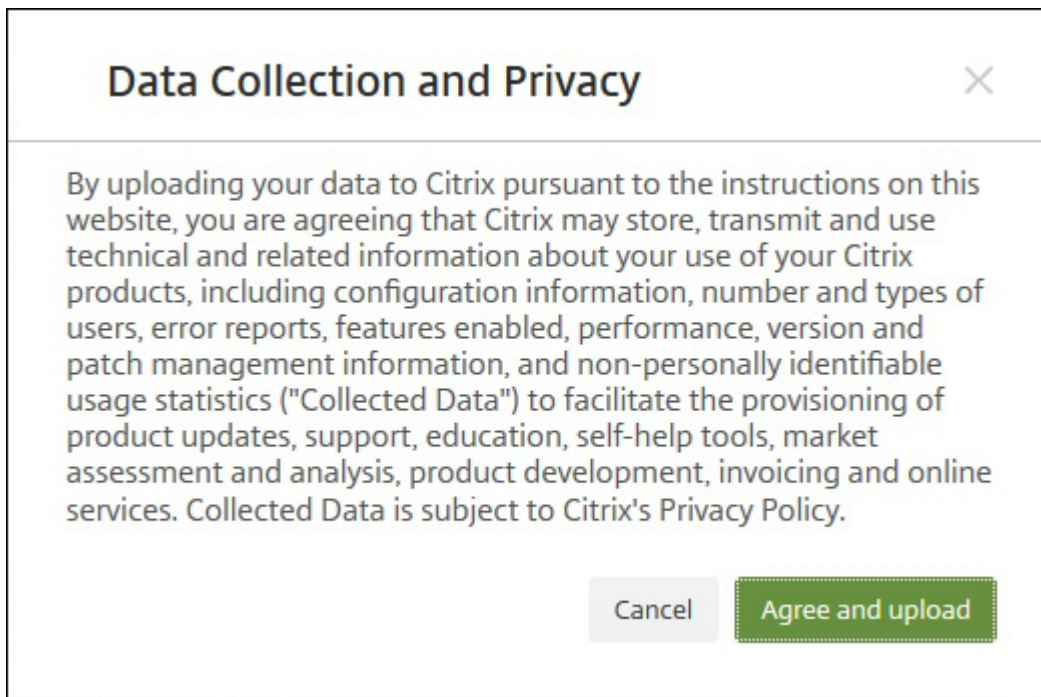 Data Collection and Privacy
By uploading your data to Citrix pursuant to the instructions on this
website, you are agreeing that Citrix may store, transmit and use
technical and related information about your use of your Citrix
products, including configuration information, number and types of
users, error reports, features enabled, performance, version and
patch management information, and non-personally identifiable
usage statistics ("Collected Data") to facilitate the provisioning of
product updates, support, education, self-help tools, market
assessment and analysis, product development, invoicing and online
services. Collected Data is subject to Citrix's Privacy Policy.
Cancel Agree and upload